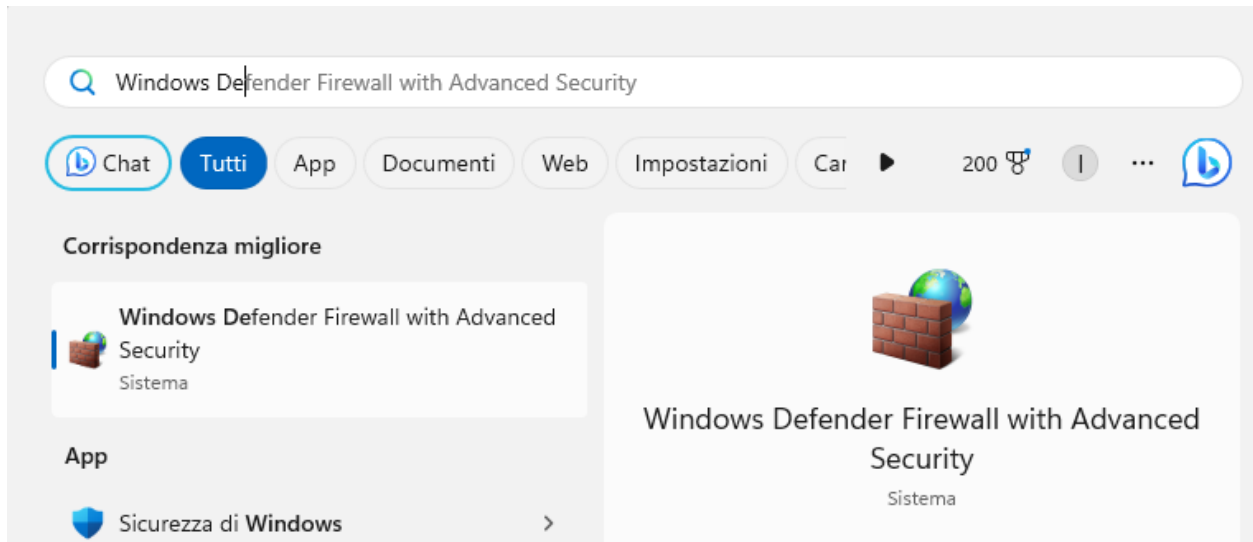 Windows Defender Firewall with Advanced Security
Chat Tutti App Documenti Web Impostazioni Car 200 I ...
Corrispondenza migliore
Windows Defender Firewall with Advanced
Security
Sistema
App
Sicurezza di Windows
Windows Defender Firewall with Advanced
Security
Sistema